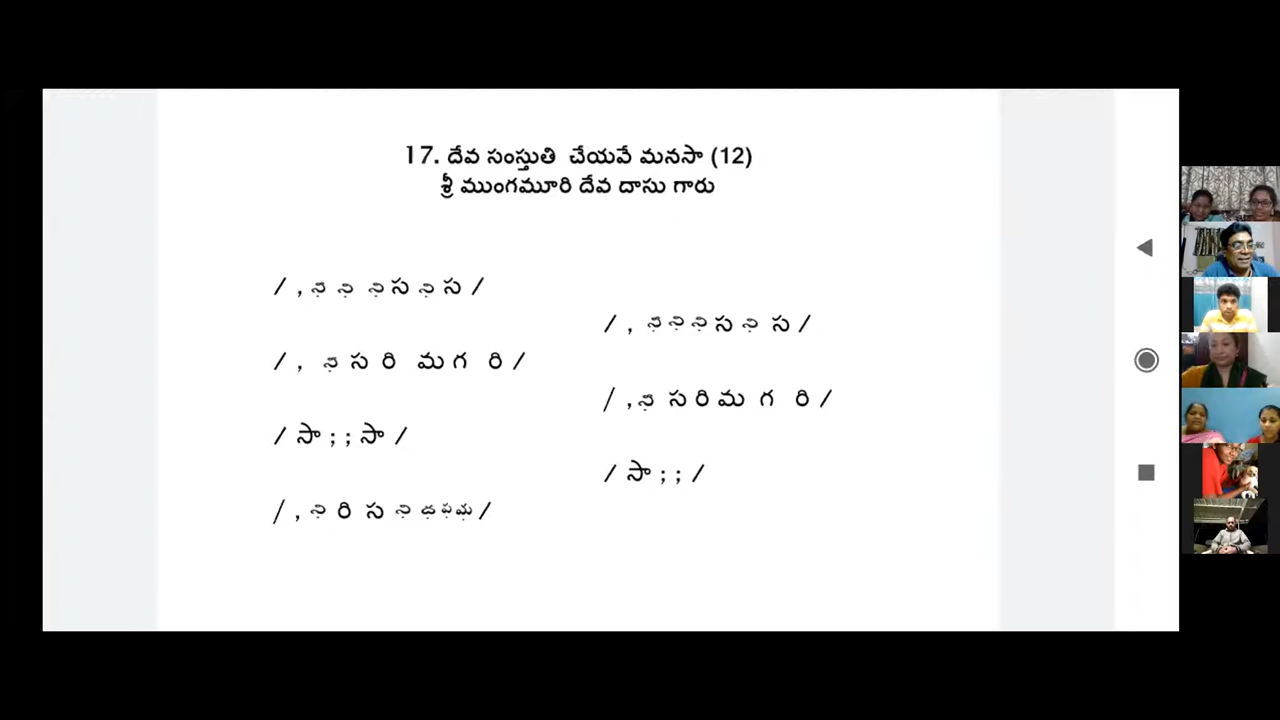 17. దేవ సంస్తుతి చేయవే మనసా (12)
శ్రీ ముంగమూరి దేవ దాసు గారు
/ , ని ని ని స ని స /
/ , ని ని ని స ని స /
/ , ని స రి మ గ రి /
/ , ని స రి మ గ రి /
/ సా ; ; సా /
/ సా ; ; /
/ , ని రి స ని ద ప మ /